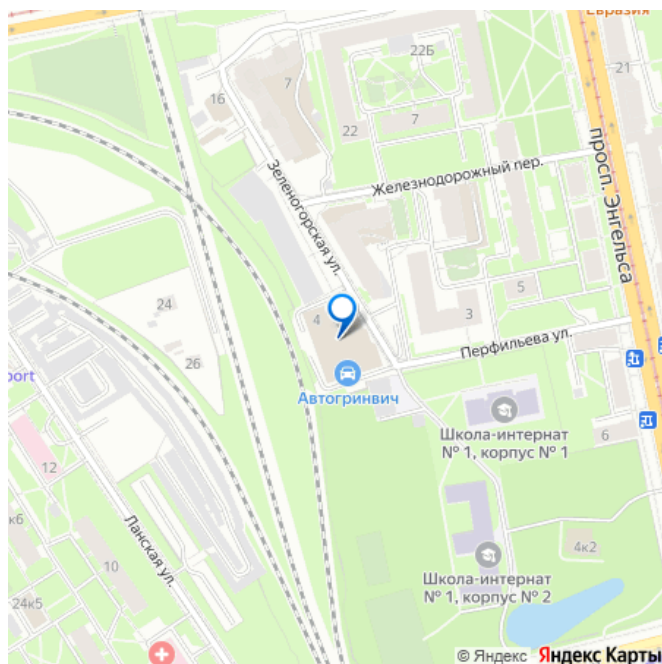 Евразия
22Б
21
7
16
22
7
просп. Энгельса
Железнодорожный пер.
Зеленогорская ул.
24
5
4
3
Перфильева ул.
26
port
Автогринвич
Школа-интернат
№ 1, корпус № 1
6
12
к6
Ланская ул.
4к2
10
Школа-интернат
№ 1, корпус № 2
24к5
© Яндекс Яндекс Карты